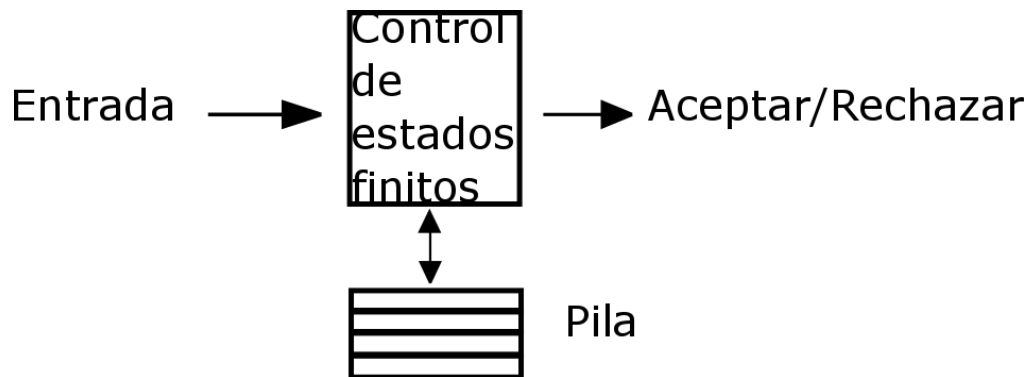 Entrada
Control
de
estados
finitos
Aceptar/Rechazar
Pila